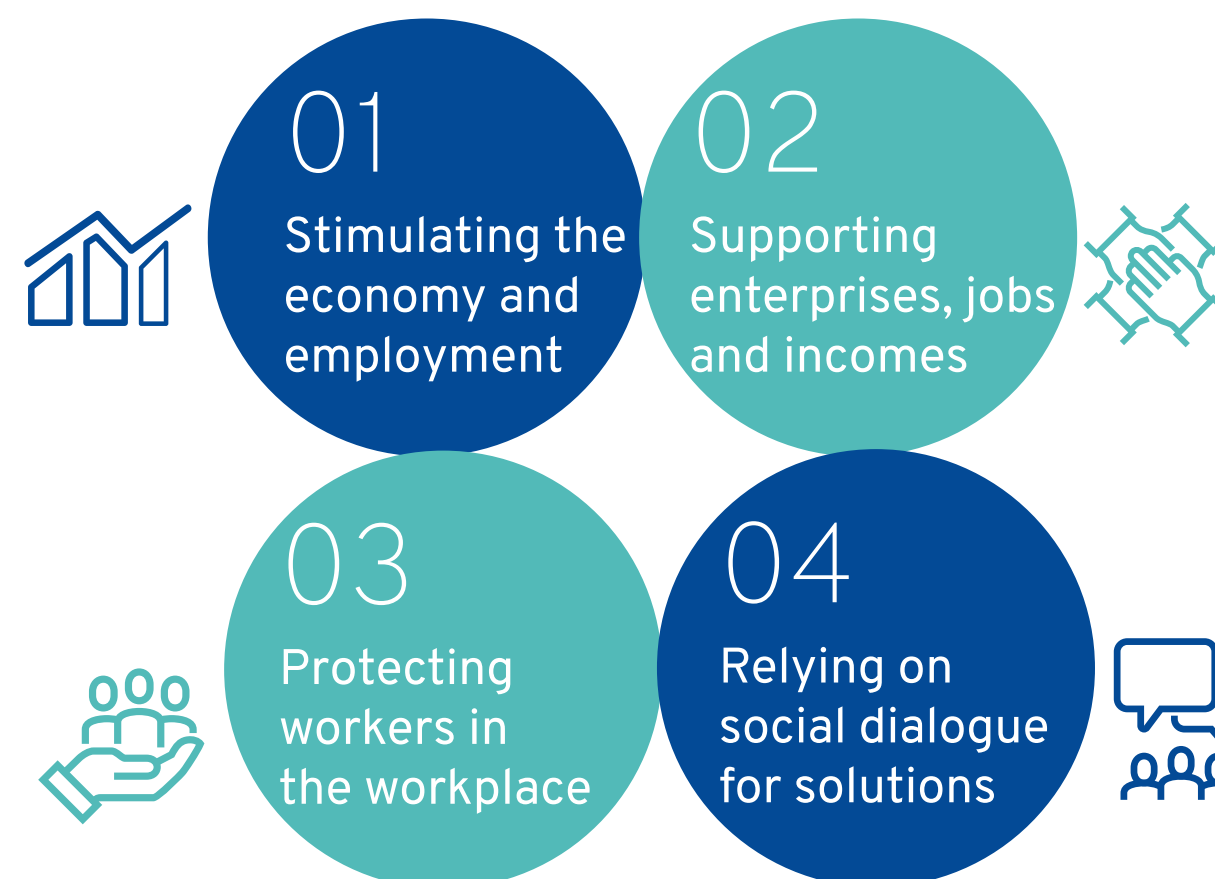 01
Stimulating the
economy and
employment
02
Supporting
enterprises, jobs
and incomes
03
Protecting
workers in
the workplace
04
Relying on
social dialogue
for solutions